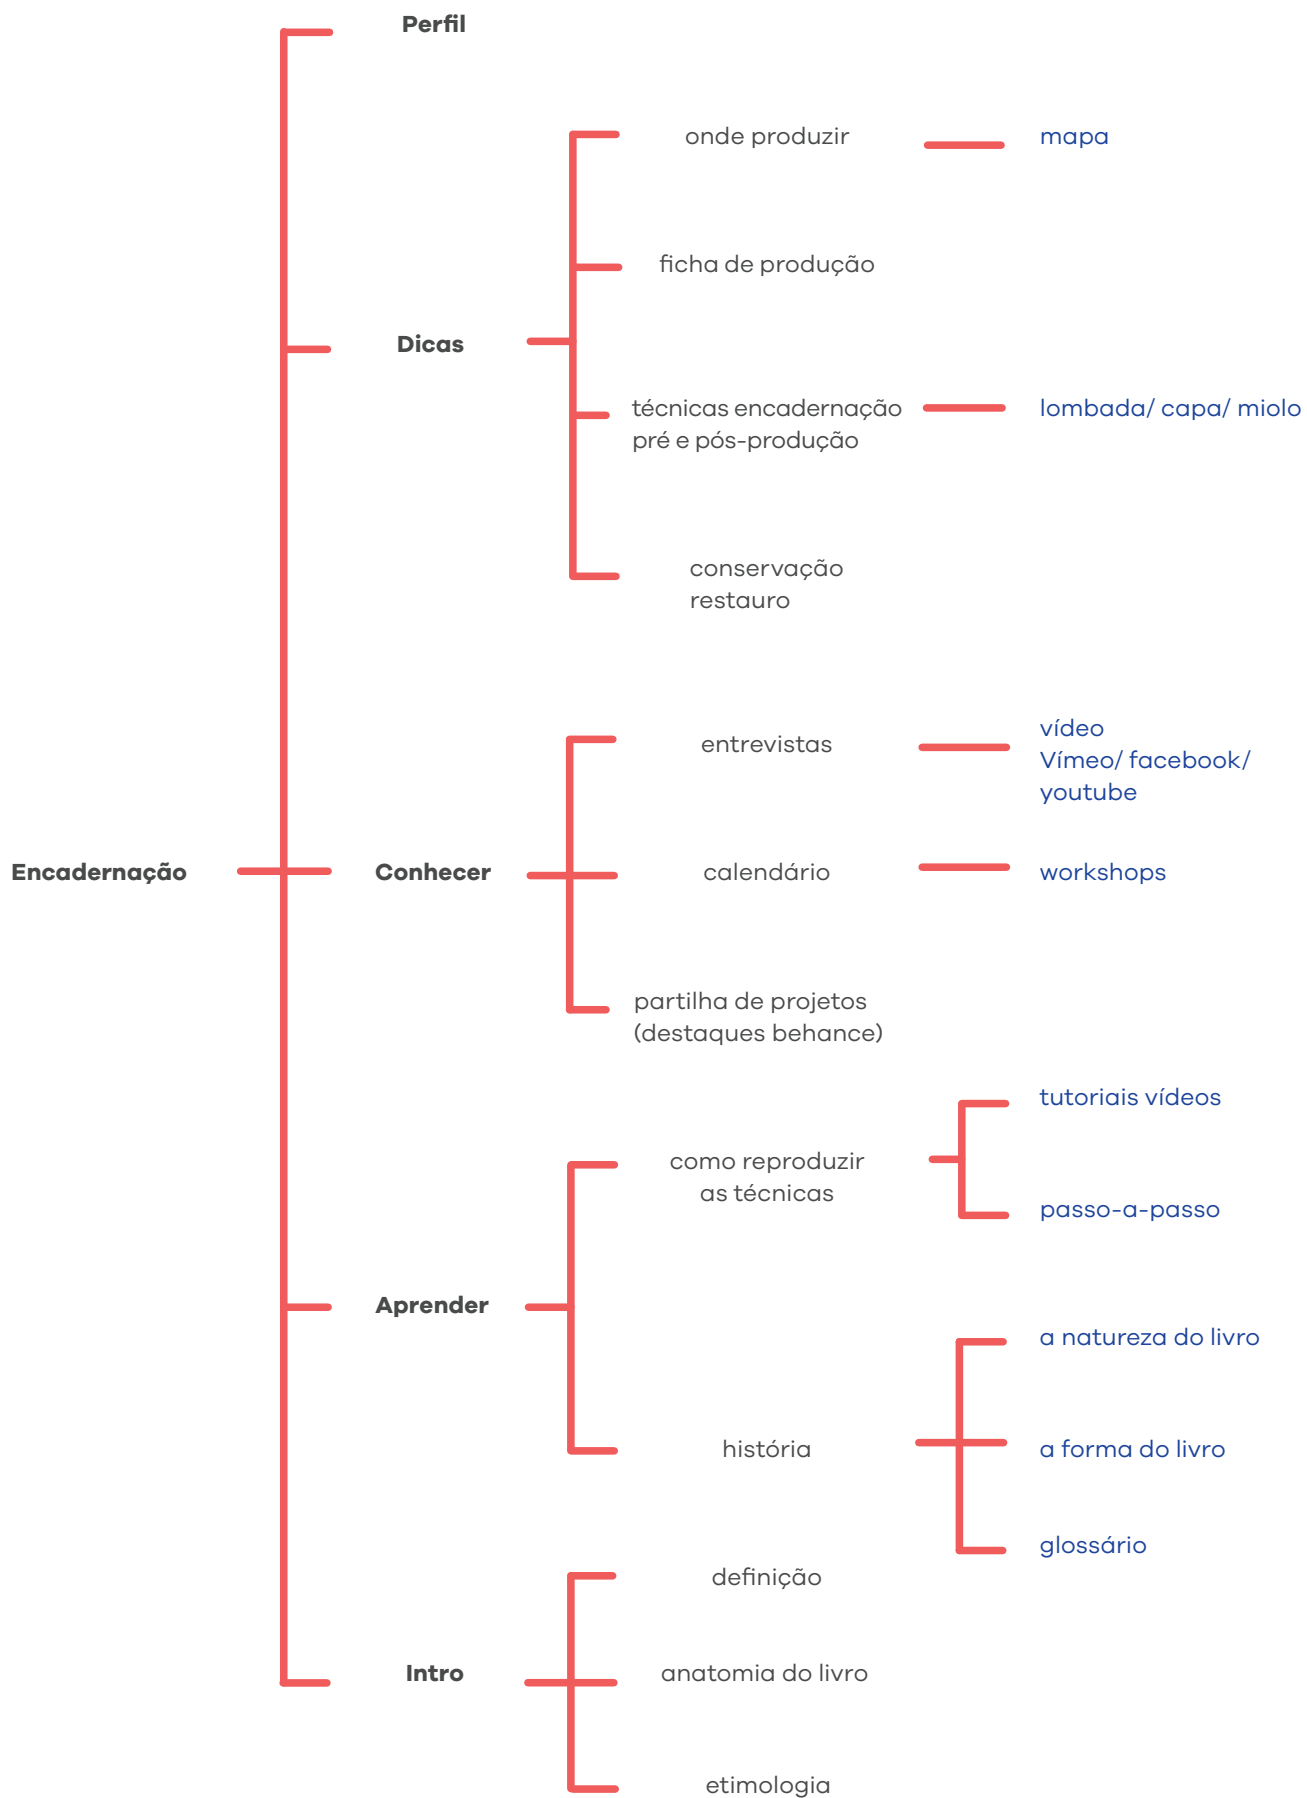 Perfil
onde produzir
mapa
ficha de produção
Dicas
técnicas encadernação
pré e pós-produção
lombada/ capa/ miolo
conservação
restauro
entrevistas
vídeo
Vímeo/ facebook/
youtube
Encadernação
Conhecer
calendário
workshops
partilha de projetos
(destaques behance)
como reproduzir
as técnicas
tutoriais vídeos
passo-a-passo
Aprender
história
a natureza do livro
a forma do livro
glossário
definição
Intro
anatomia do livro
etimologia